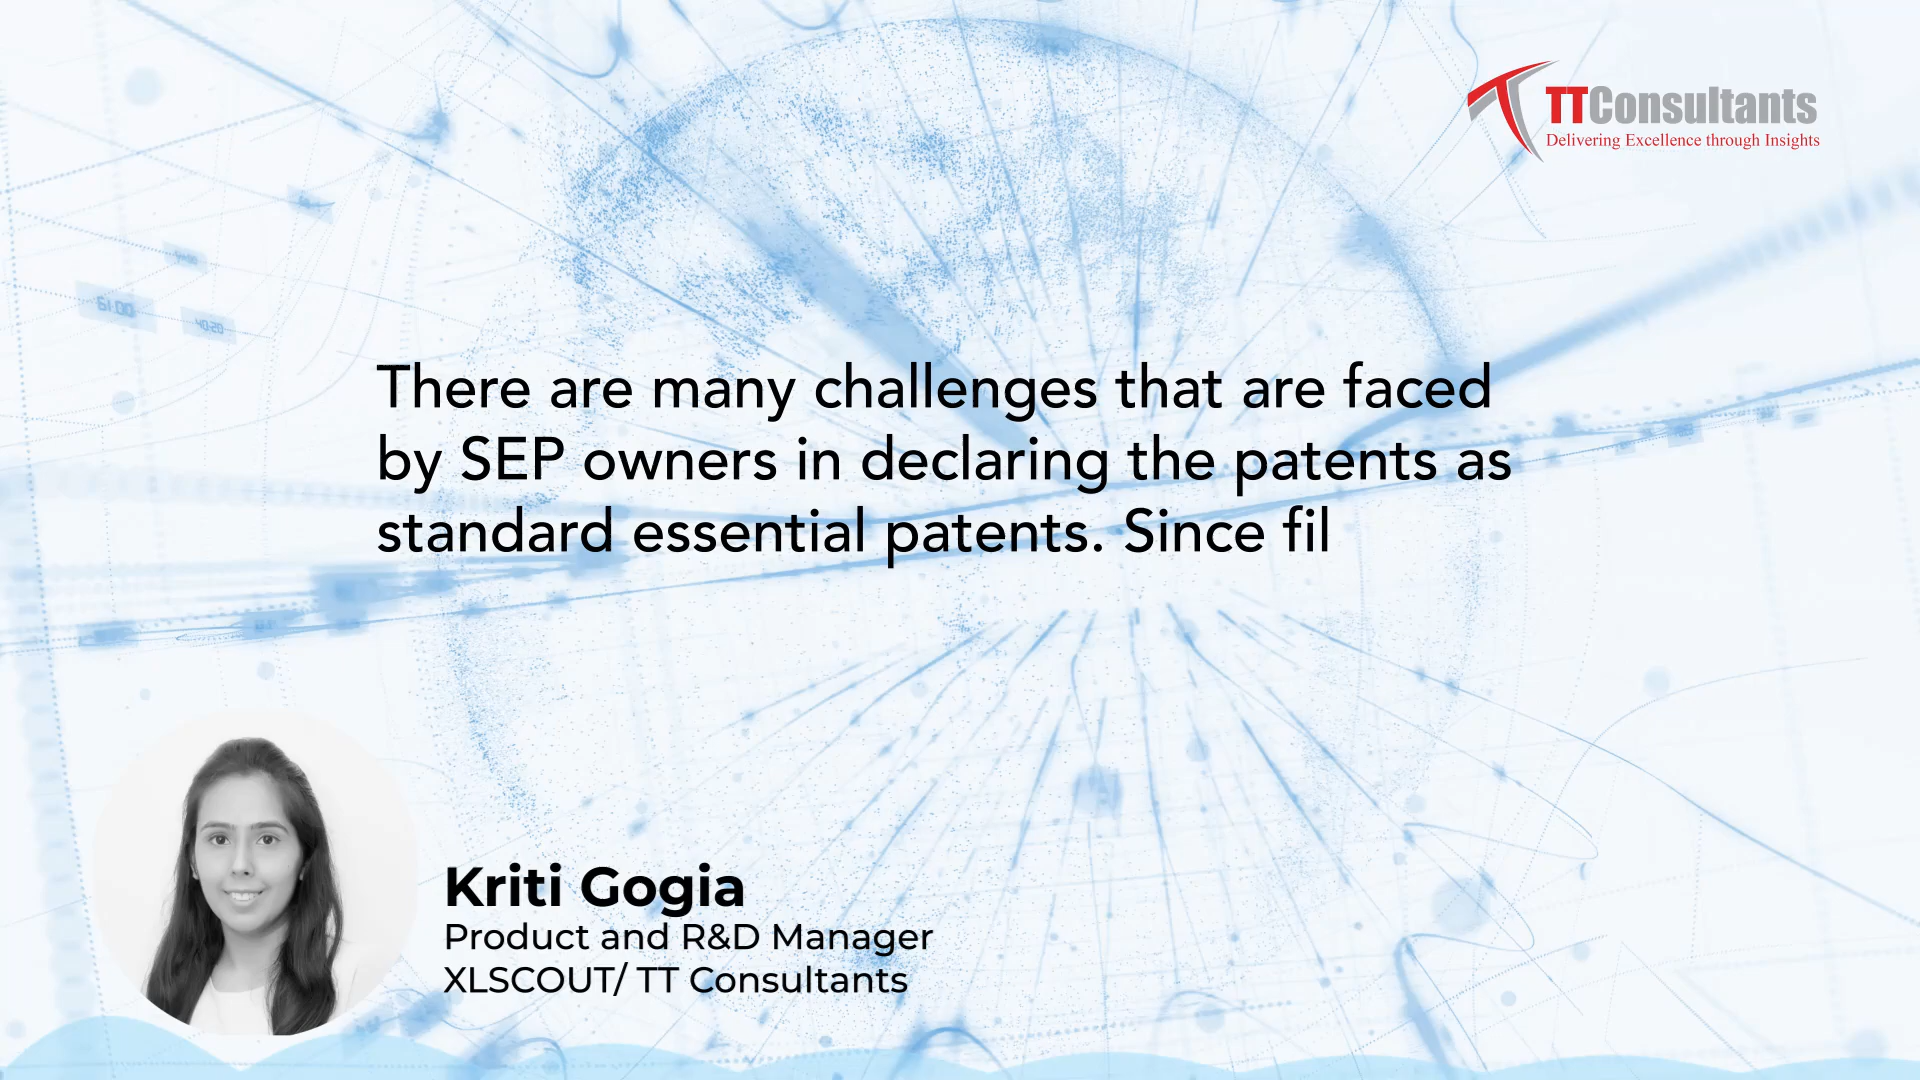 TTConsultants
Delivering Excellence through Insights
There are many challenges that are faced
by SEP owners in declaring the patents as
standard essential patents. Since fil
Kriti Gogia
Product and R&D Manager
XLSCOUT/ TT Consultants